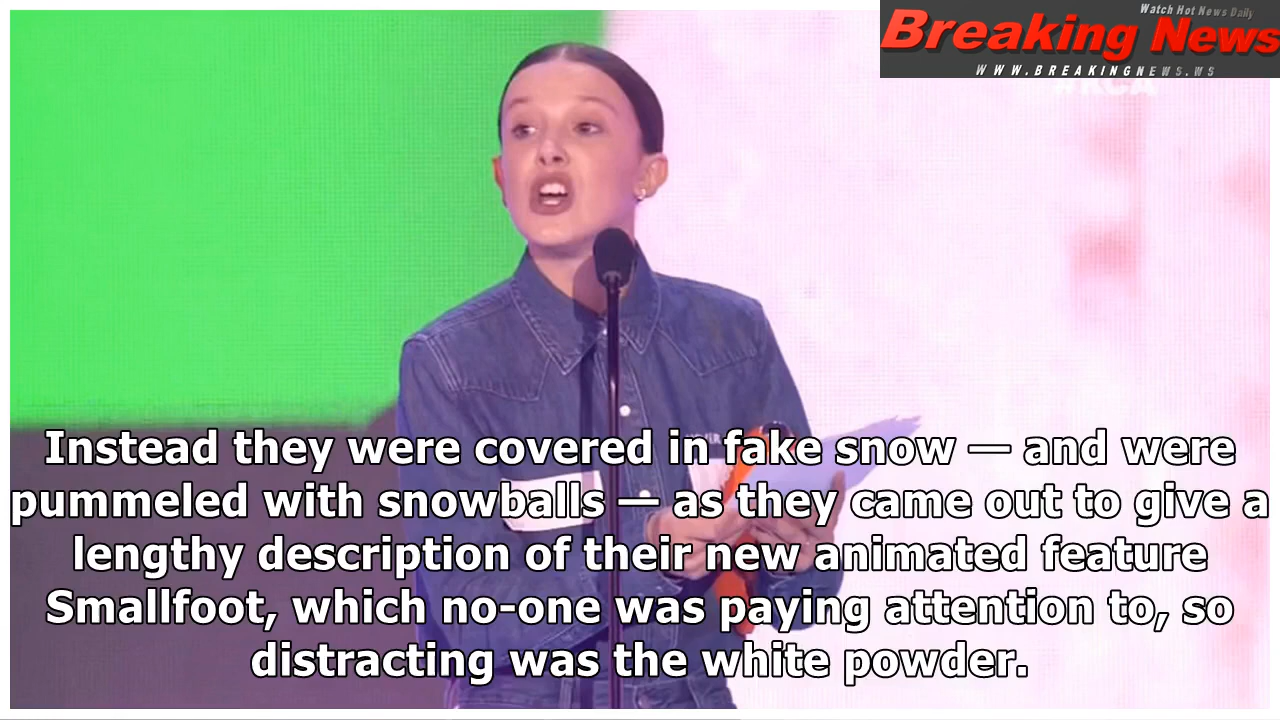 Watch Hot News Daily
Breaking News
WWW.BREAKINGNEWS.WS
#KCA
Instead they were covered in fake snow — and were
pummeled with snowballs — as they came out to give a
lengthy description of their new animated feature
Smallfoot, which no-one was paying attention to, so
distracting was the white powder.